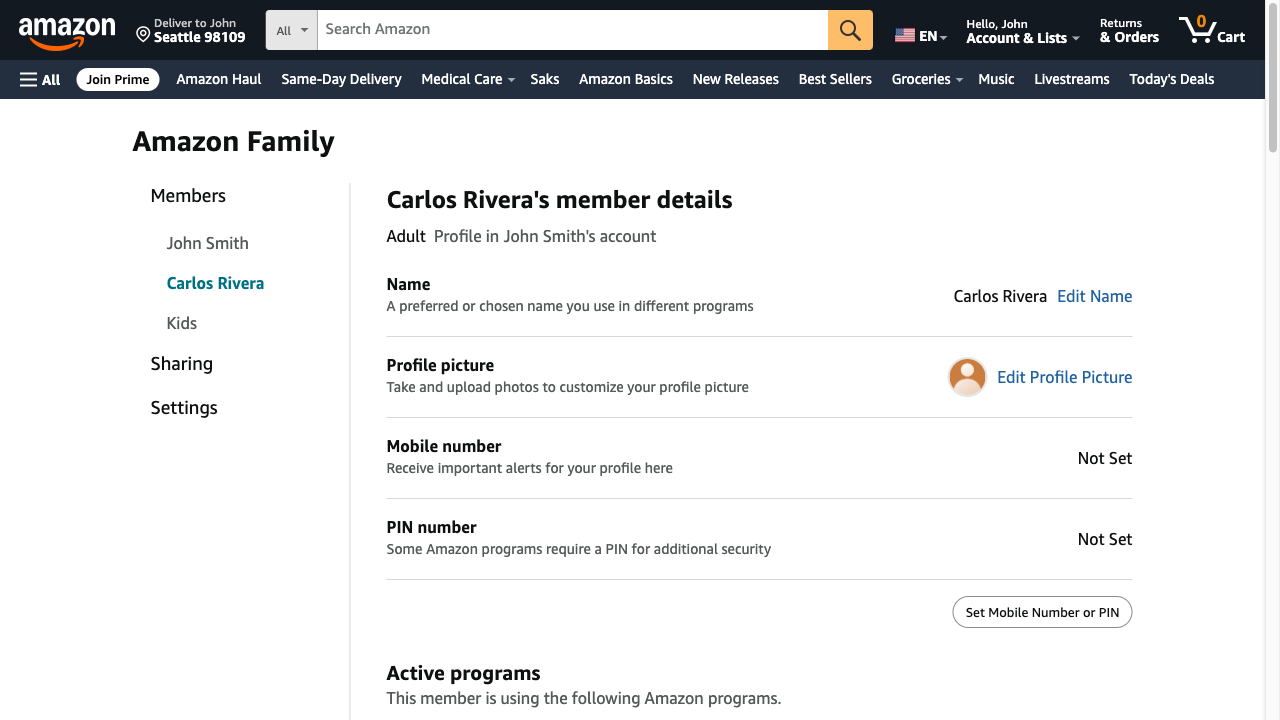 amazon
Deliver to John
Seattle 98109
All
Search Amazon
EN
Hello, John
Account & Lists
Returns
& Orders
0
Cart
All
Join Prime
Amazon Haul
Same-Day Delivery
Medical Care
Saks
Amazon Basics
New Releases
Best Sellers
Groceries
Music
Livestreams
Today's Deals
Amazon Family
Members
John Smith
Carlos Rivera
Kids
Sharing
Settings
Carlos Rivera's member details
Adult Profile in John Smith's account
Name
A preferred or chosen name you use in different programs
Carlos Rivera Edit Name
Profile picture
Take and upload photos to customize your profile picture
Edit Profile Picture
Mobile number
Receive important alerts for your profile here
Not Set
PIN number
Some Amazon programs require a PIN for additional security
Not Set
Set Mobile Number or PIN
Active programs
This member is using the following Amazon programs.